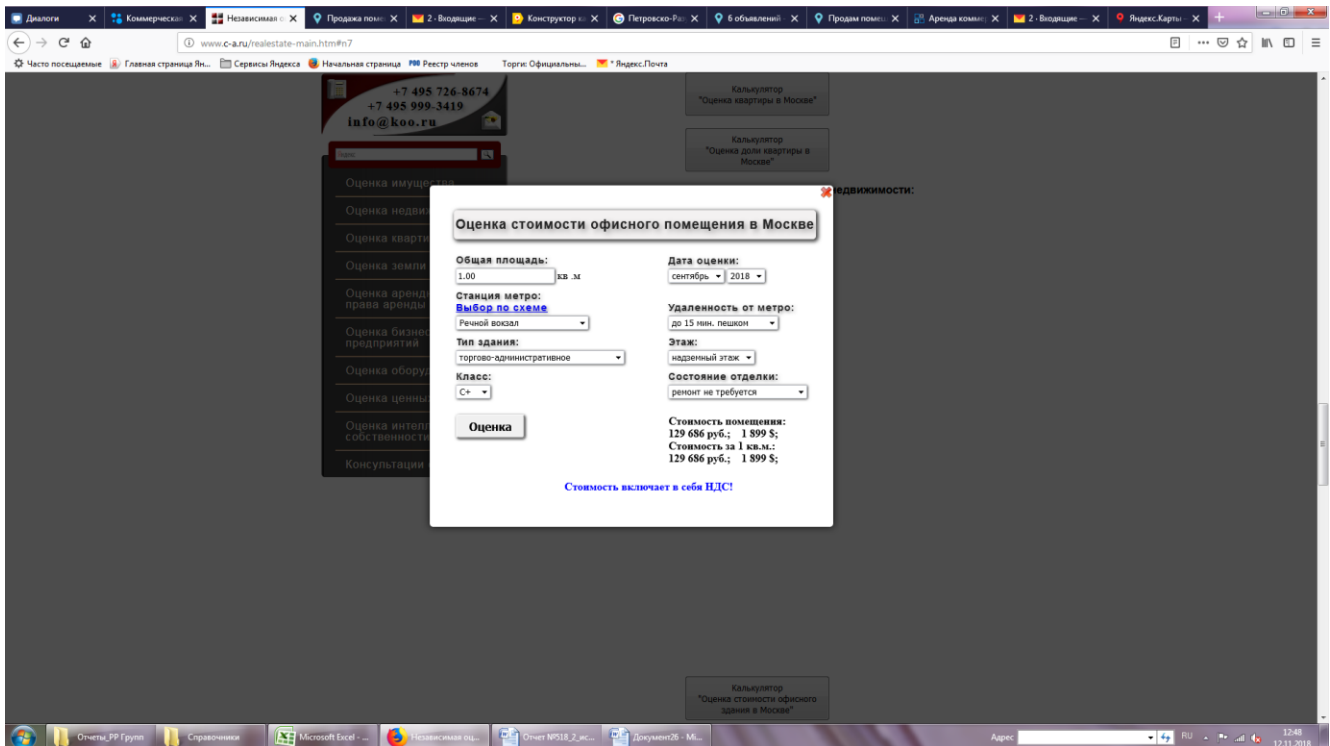 Диалоги
Коммерческая
Независимая о
Продажа поме
2 · Входящие —
Конструктор к
Петровско-Раз
6 объявлений
Продам помещ
Аренда коммер
2 · Входящие —
Яндекс.Карты —
www.c-a.ru/realestate-main.htm#n7
Часто посещаемые
Главная страница Ян...
Сервисы Яндекса
Начальная страница
Реестр членов
Торги: Официальны...
* Яндекс.Почта
+7 495 726-8674
+7 495 999-3419
info@koo.ru
Оценка имущества
Оценка недвиж
Оценка кварти
Оценка земли
Оценка аренд
права аренды
Оценка бизнес
предприятий
Оценка оборуд
Оценка ценны
Оценка интелл
собственности
Консультации
Калькулятор
"Оценка квартиры в Москве"
Калькулятор
"Оценка доли квартиры в
Москве"
едвижимости:
Оценка стоимости офисного помещения в Москве
Общая площадь:
1.00 кв .м
Дата оценки:
сентябрь 2018
Станция метро:
Выбор по схеме
Речной вокзал
Удаленность от метро:
до 15 мин. пешком
Тип здания:
торгово-административное
Этаж:
надземный этаж
Класс:
C+
Состояние отделки:
ремонт не требуется
Оценка
Стоимость помещения:
129 686 руб.; 1 899 $;
Стоимость за 1 кв.м.:
129 686 руб.; 1 899 $;
Стоимость включает в себя НДС!
Калькулятор
"Оценка стоимости офисного
здания в Москве"
Отчеты_РР Групп
Справочники
Microsoft Excel - ...
Независимая оц...
Отчет №518_2_ис...
Документ26 - Mi...
Адрес
RU
12:48
12.11.2018